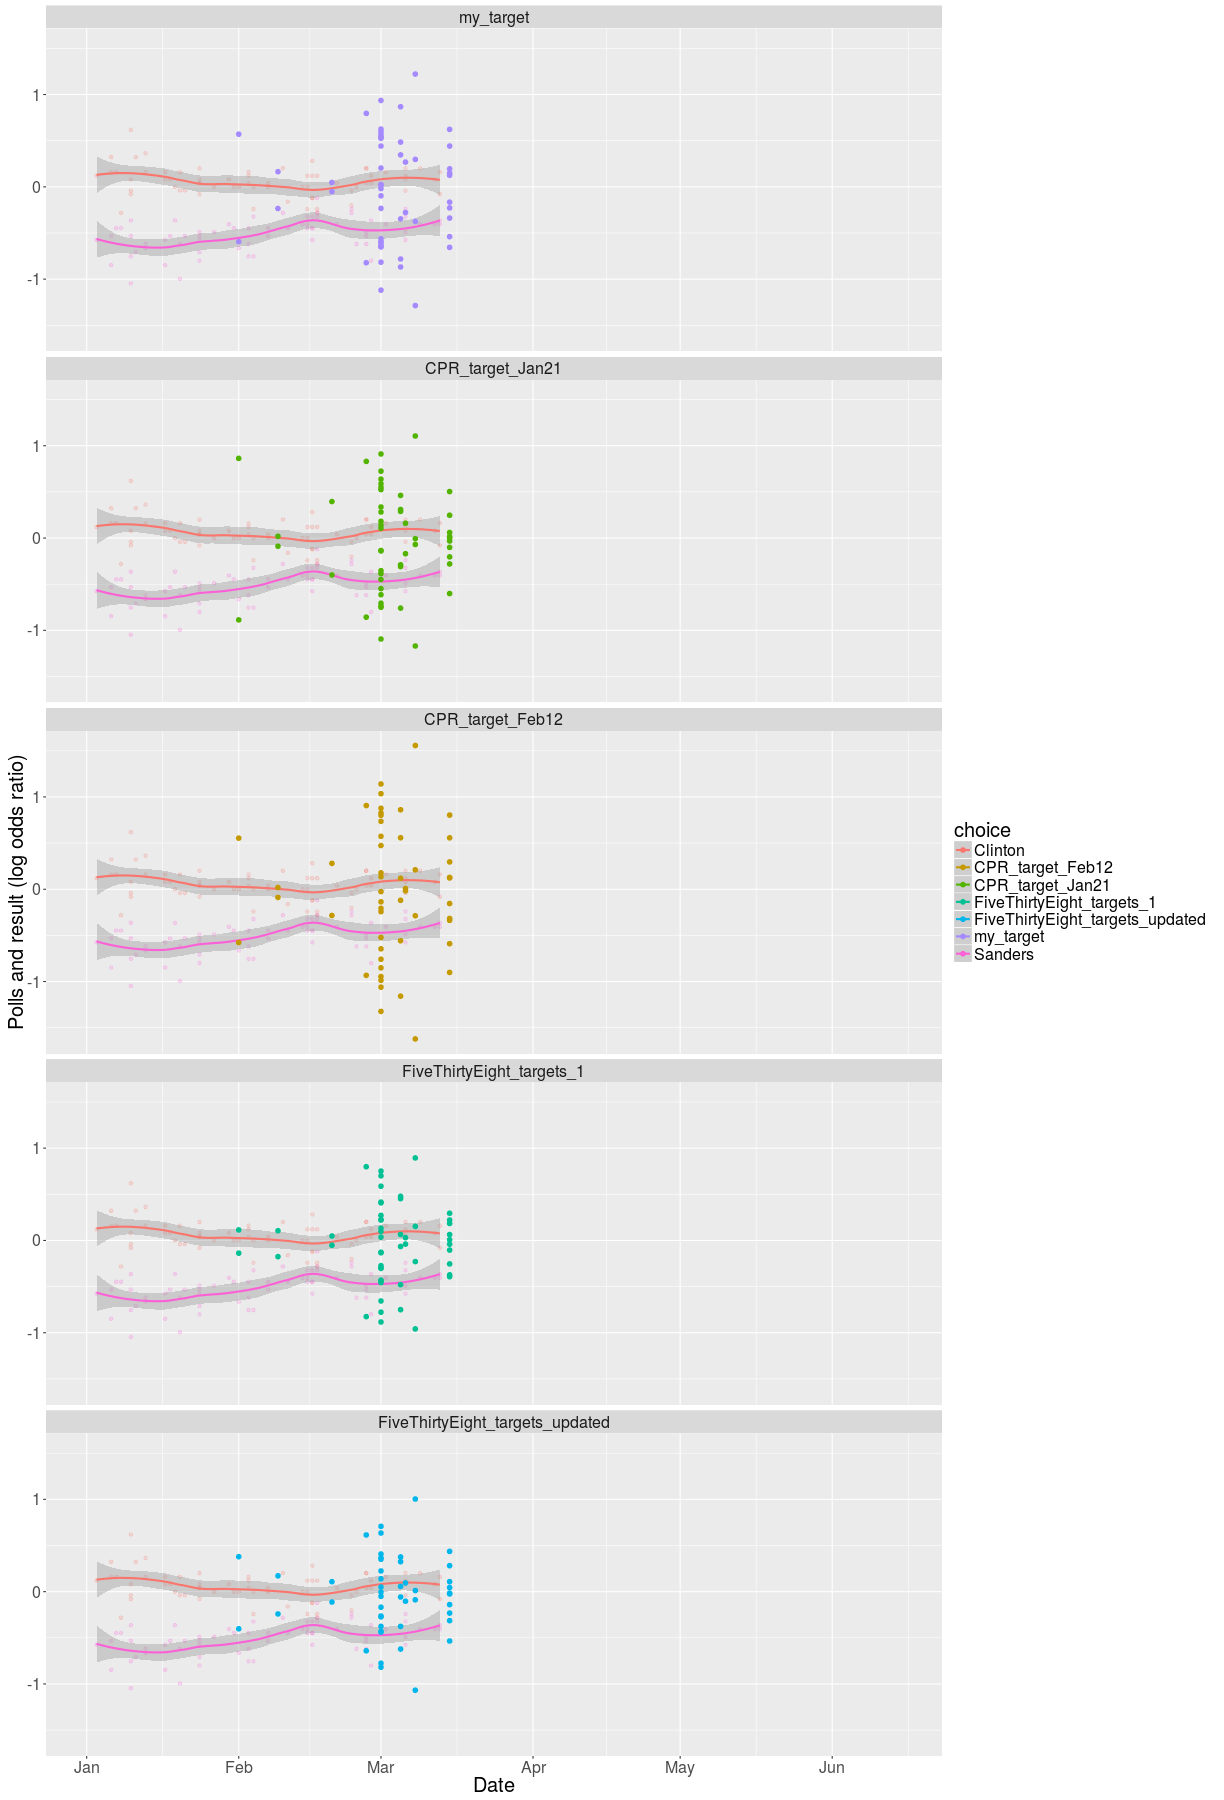 my_target
1
0
-1
CPR_target_Jan21
1
0
-1
CPR_target_Feb12
1
0
-1
FiveThirtyEight_targets_1
1
0
-1
FiveThirtyEight_targets_updated
1
0
-1
Jan Feb Mar Apr May Jun
Date
Polls and result (log odds ratio)
choice
Clinton
CPR_target_Feb12
CPR_target_Jan21
FiveThirtyEight_targets_1
FiveThirtyEight_targets_updated
my_target
Sanders